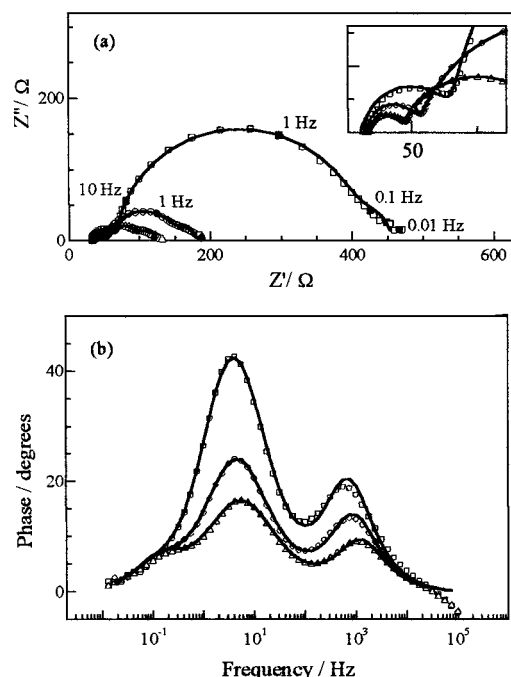 (a)
Z''/ Ω
200
0
50
1 Hz
10 Hz
1 Hz
0.1 Hz
0.01 Hz
0
200
400
600
Z'/ Ω
(b)
Phase / degrees
40
20
0
10⁻¹
10¹
10³
10⁵
Frequency / Hz